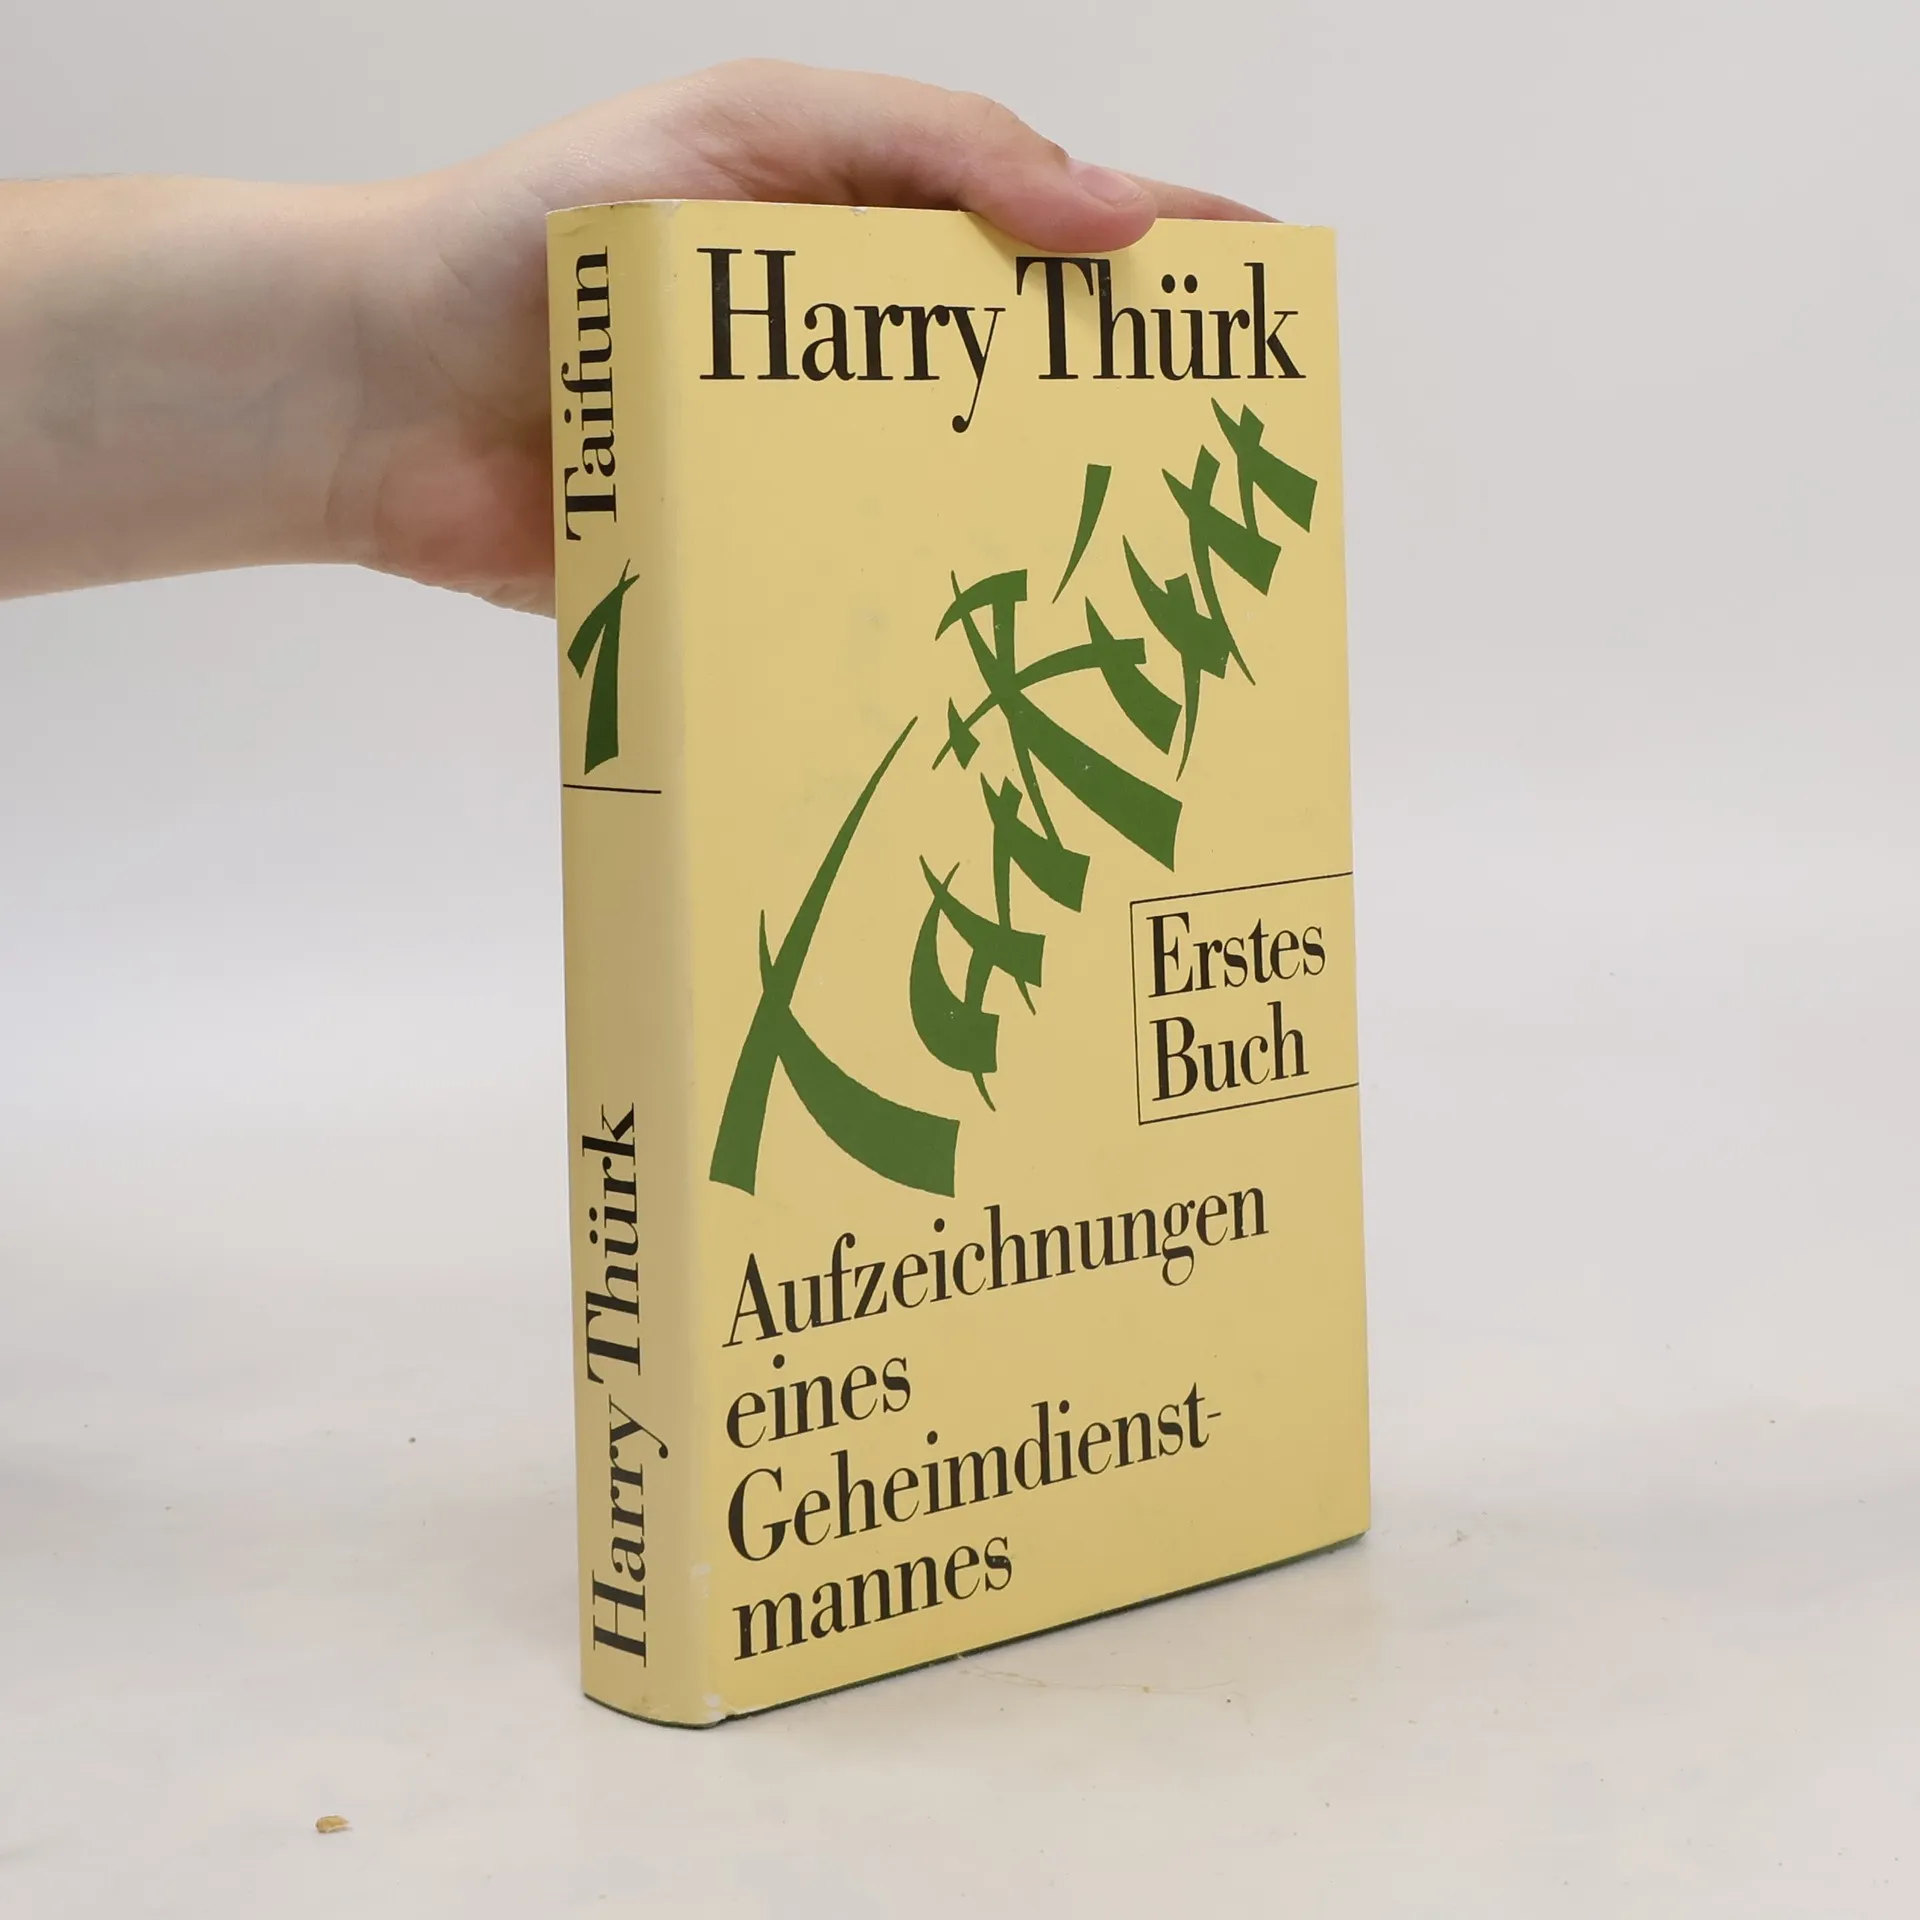 Harry Thürk
Taifun
Erstes
Buch
Aufzeichnungen
eines
Geheimdienst-
mannes
Harry Thürk 1 Taifun